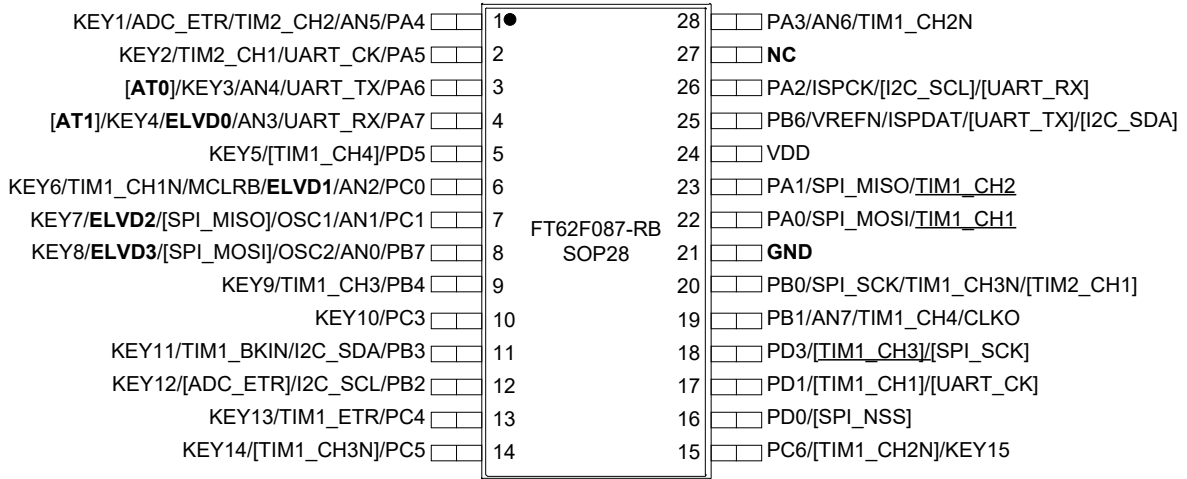 KEY1/ADC_ETR/TIM2_CH2/AN5/PA4 1 28 PA3/AN6/TIM1_CH2N
KEY2/TIM2_CH1/UART_CK/PA5 2 27 NC
[AT0]/KEY3/AN4/UART_TX/PA6 3 26 PA2/ISPCK/[I2C_SCL]/[UART_RX]
[AT1]/KEY4/ELVD0/AN3/UART_RX/PA7 4 25 PB6/VREFN/ISPDAT/[UART_TX]/[I2C_SDA]
KEY5/[TIM1_CH4]/PD5 5 24 VDD
KEY6/TIM1_CH1N/MCLRB/ELVD1/AN2/PC0 6 23 PA1/SPI_MISO/TIM1_CH2
KEY7/ELVD2/[SPI_MISO]/OSC1/AN1/PC1 7 22 PA0/SPI_MOSI/TIM1_CH1
FT62F087-RB
SOP28
KEY8/ELVD3/[SPI_MOSI]/OSC2/AN0/PB7 8 21 GND
KEY9/TIM1_CH3/PB4 9 20 PB0/SPI_SCK/TIM1_CH3N/[TIM2_CH1]
KEY10/PC3 10 19 PB1/AN7/TIM1_CH4/CLKO
KEY11/TIM1_BKIN/I2C_SDA/PB3 11 18 PD3/[TIM1_CH3]/[SPI_SCK]
KEY12/[ADC_ETR]/I2C_SCL/PB2 12 17 PD1/[TIM1_CH1]/[UART_CK]
KEY13/TIM1_ETR/PC4 13 16 PD0/[SPI_NSS]
KEY14/[TIM1_CH3N]/PC5 14 15 PC6/[TIM1_CH2N]/KEY15